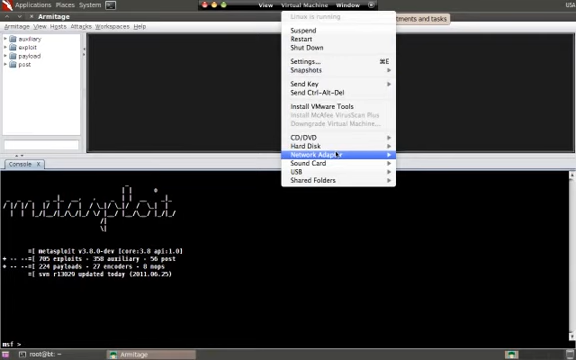 Applications Places System
View Virtual Machine Window
USA
Armitage
Linux is running
tments and tasks
Armitage View Hosts Attacks Workspaces Help
Suspend
Restart
Shut Down
auxiliary
exploit
payload
post
Settings... ⌘E
Snapshots
Send Key
Send Ctrl-Alt-Del
Install VMware Tools
Install McAfee VirusScan Plus
Downgrade Virtual Machine...
CD/DVD
Hard Disk
Network Adapter
Sound Card
USB
Shared Folders
Console X
metasploit
=[ metasploit v3.8.0-dev [core:3.8 api:1.0]
+ -- --=[ 705 exploits - 358 auxiliary - 56 post
+ -- --=[ 224 payloads - 27 encoders - 8 nops
=[ svn r13029 updated today (2011.06.25)
msf >
root@bt: ~
Armitage